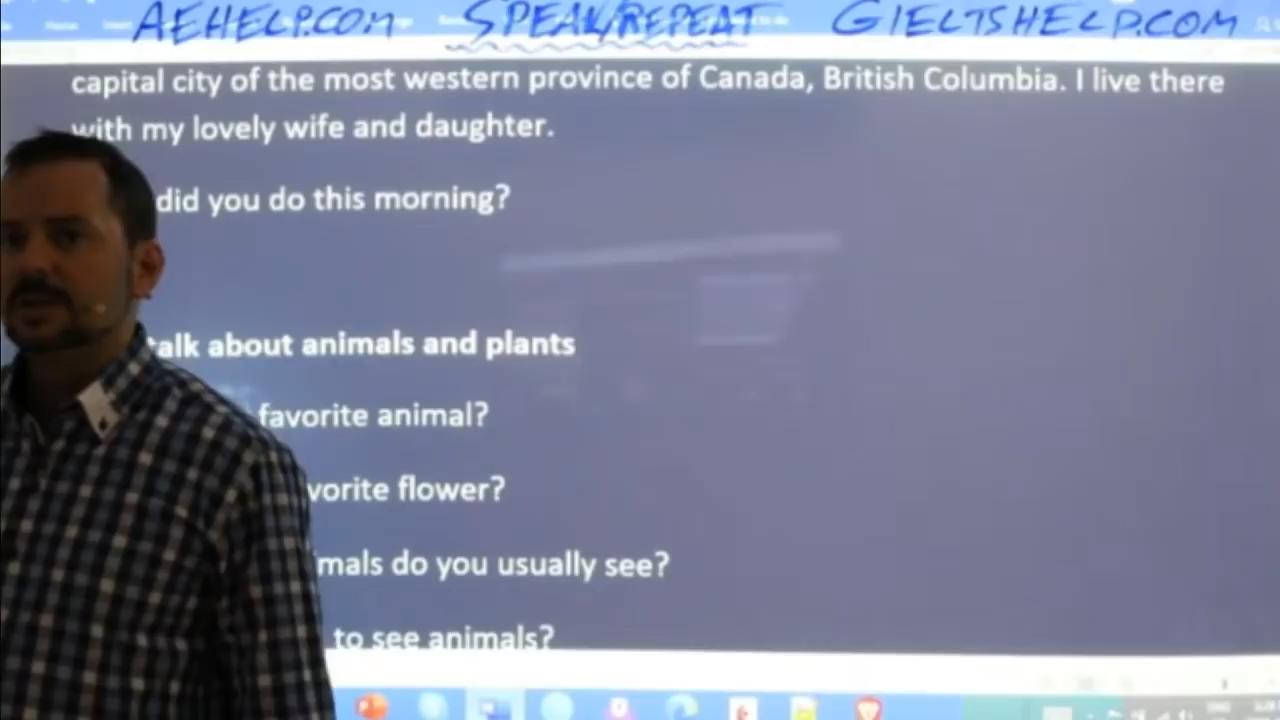 AEHELP.COM SPEAK/REPEAT GIELTSHELP.COM
capital city of the most western province of Canada, British Columbia. I live there
with my lovely wife and daughter.
did you do this morning?
talk about animals and plants
favorite animal?
vorite flower?
mals do you usually see?
to see animals?